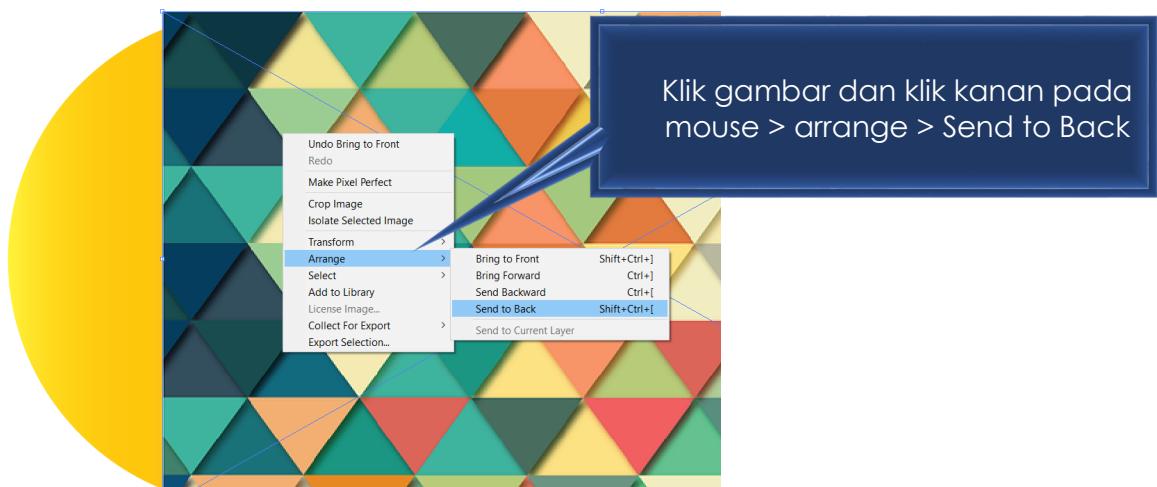 Klik gambar dan klik kanan pada
mouse > arrange > Send to Back
Undo Bring to Front
Redo
Make Pixel Perfect
Crop Image
Isolate Selected Image
Transform >
Arrange >
Select >
Add to Library
License Image...
Collect For Export >
Export Selection...
Bring to Front Shift+Ctrl+]
Bring Forward Ctrl+]
Send Backward Ctrl+[
Send to Back Shift+Ctrl+[
Send to Current Layer